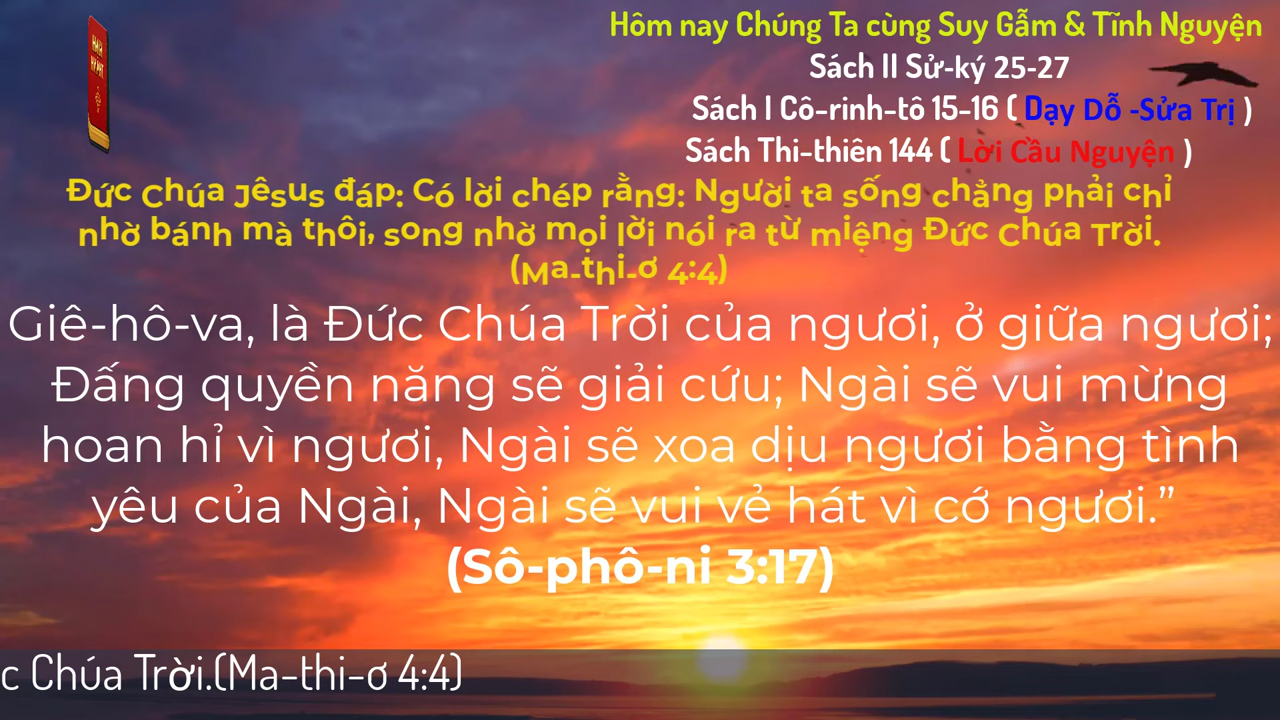 Hôm nay Chúng Ta cùng Suy Gẫm & Tĩnh Nguyện
Sách II Sử-ký 25-27
Sách I Cô-rinh-tô 15-16 ( Dạy Dỗ -Sửa Trị )
Sách Thi-thiên 144 ( Lời Cầu Nguyện )
Đức Chúa Jêsus đáp: Có lời chép rằng: Người ta sống chẳng phải chỉ
nhờ bánh mà thôi, song nhờ mọi lời nói ra từ miệng Đức Chúa Trời.
(Ma-thi-ơ 4:4)
Giê-hô-va, là Đức Chúa Trời của ngươi, ở giữa ngươi;
Đấng quyền năng sẽ giải cứu; Ngài sẽ vui mừng
hoan hỉ vì ngươi, Ngài sẽ xoa dịu ngươi bằng tình
yêu của Ngài, Ngài sẽ vui vẻ hát vì cớ ngươi.”
(Sô-phô-ni 3:17)
c Chúa Trời.(Ma-thi-ơ 4:4)